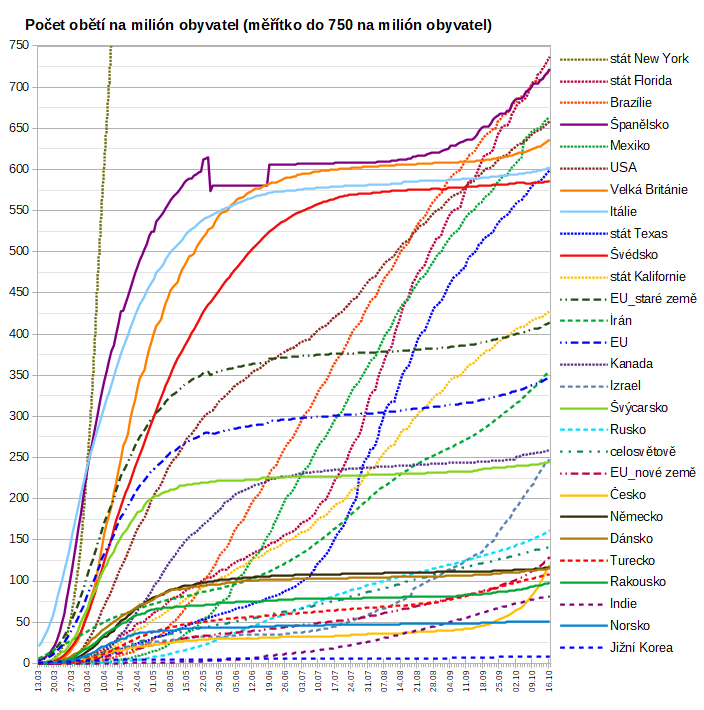 Počet obětí na milión obyvatel (měřítko do 750 na milión obyvatel)
750
700
650
600
550
500
450
400
350
300
250
200
150
100
50
0
13.03
20.03
27.03
03.04
10.04
17.04
24.04
01.05
08.05
15.05
22.05
29.05
05.06
12.06
19.06
26.06
03.07
10.07
17.07
24.07
31.07
07.08
14.08
21.08
28.08
04.09
11.09
18.09
25.09
02.10
09.10
16.10
stát New York
stát Florida
Brazílie
Španělsko
Mexiko
USA
Velká Británie
Itálie
stát Texas
Švédsko
stát Kalifornie
EU_staré země
Írán
EU
Kanada
Izrael
Švýcarsko
Rusko
celosvětově
EU_nové země
Česko
Německo
Dánsko
Turecko
Rakousko
Indie
Norsko
Jižní Korea